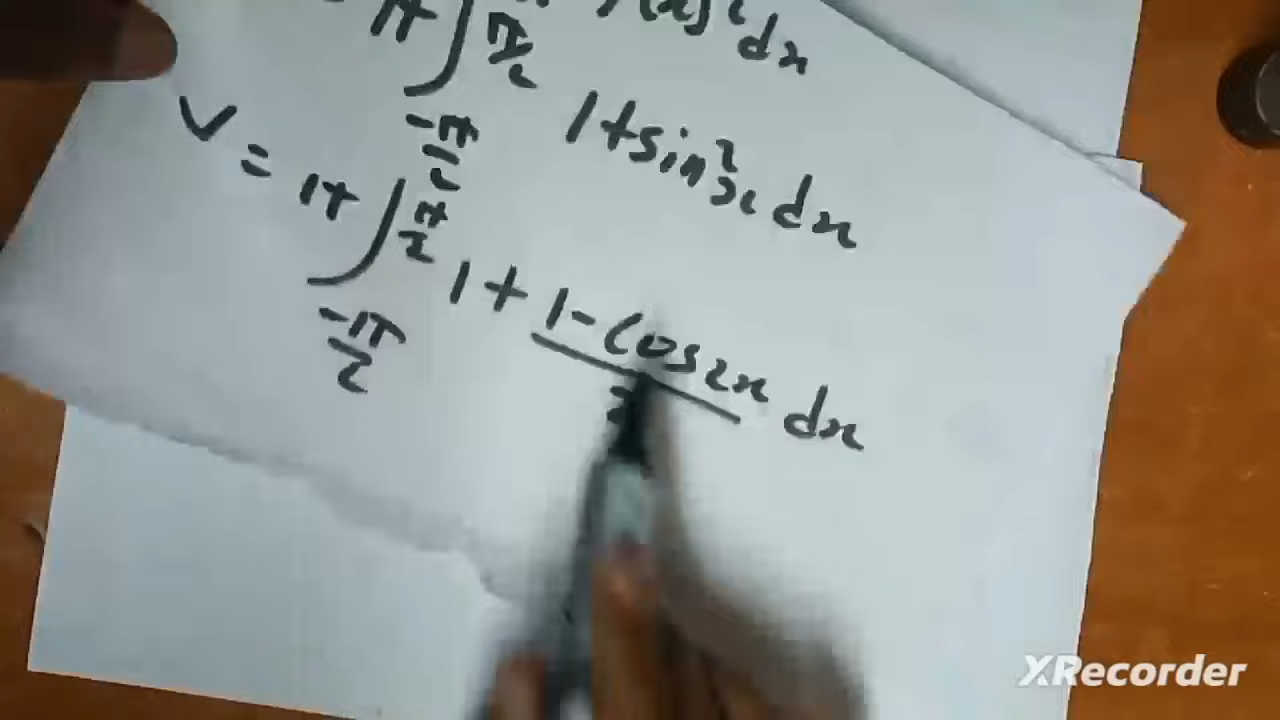 π∫ π/2 -π/2 dx
V = π∫ π/2 -π/2 1+sin²x dx
1 + 1-cos2x / 2 dx
XRecorder